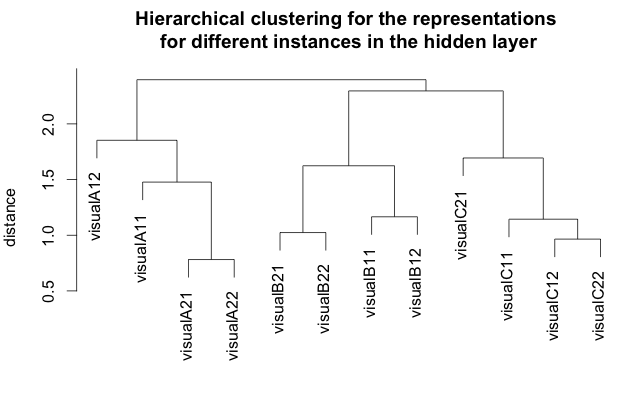 Hierarchical clustering for the representations
for different instances in the hidden layer
distance
2.0
1.5
1.0
0.5
visualA12
visualA11
visualA21
visualA22
visualB21
visualB22
visualB11
visualB12
visualC21
visualC11
visualC12
visualC22